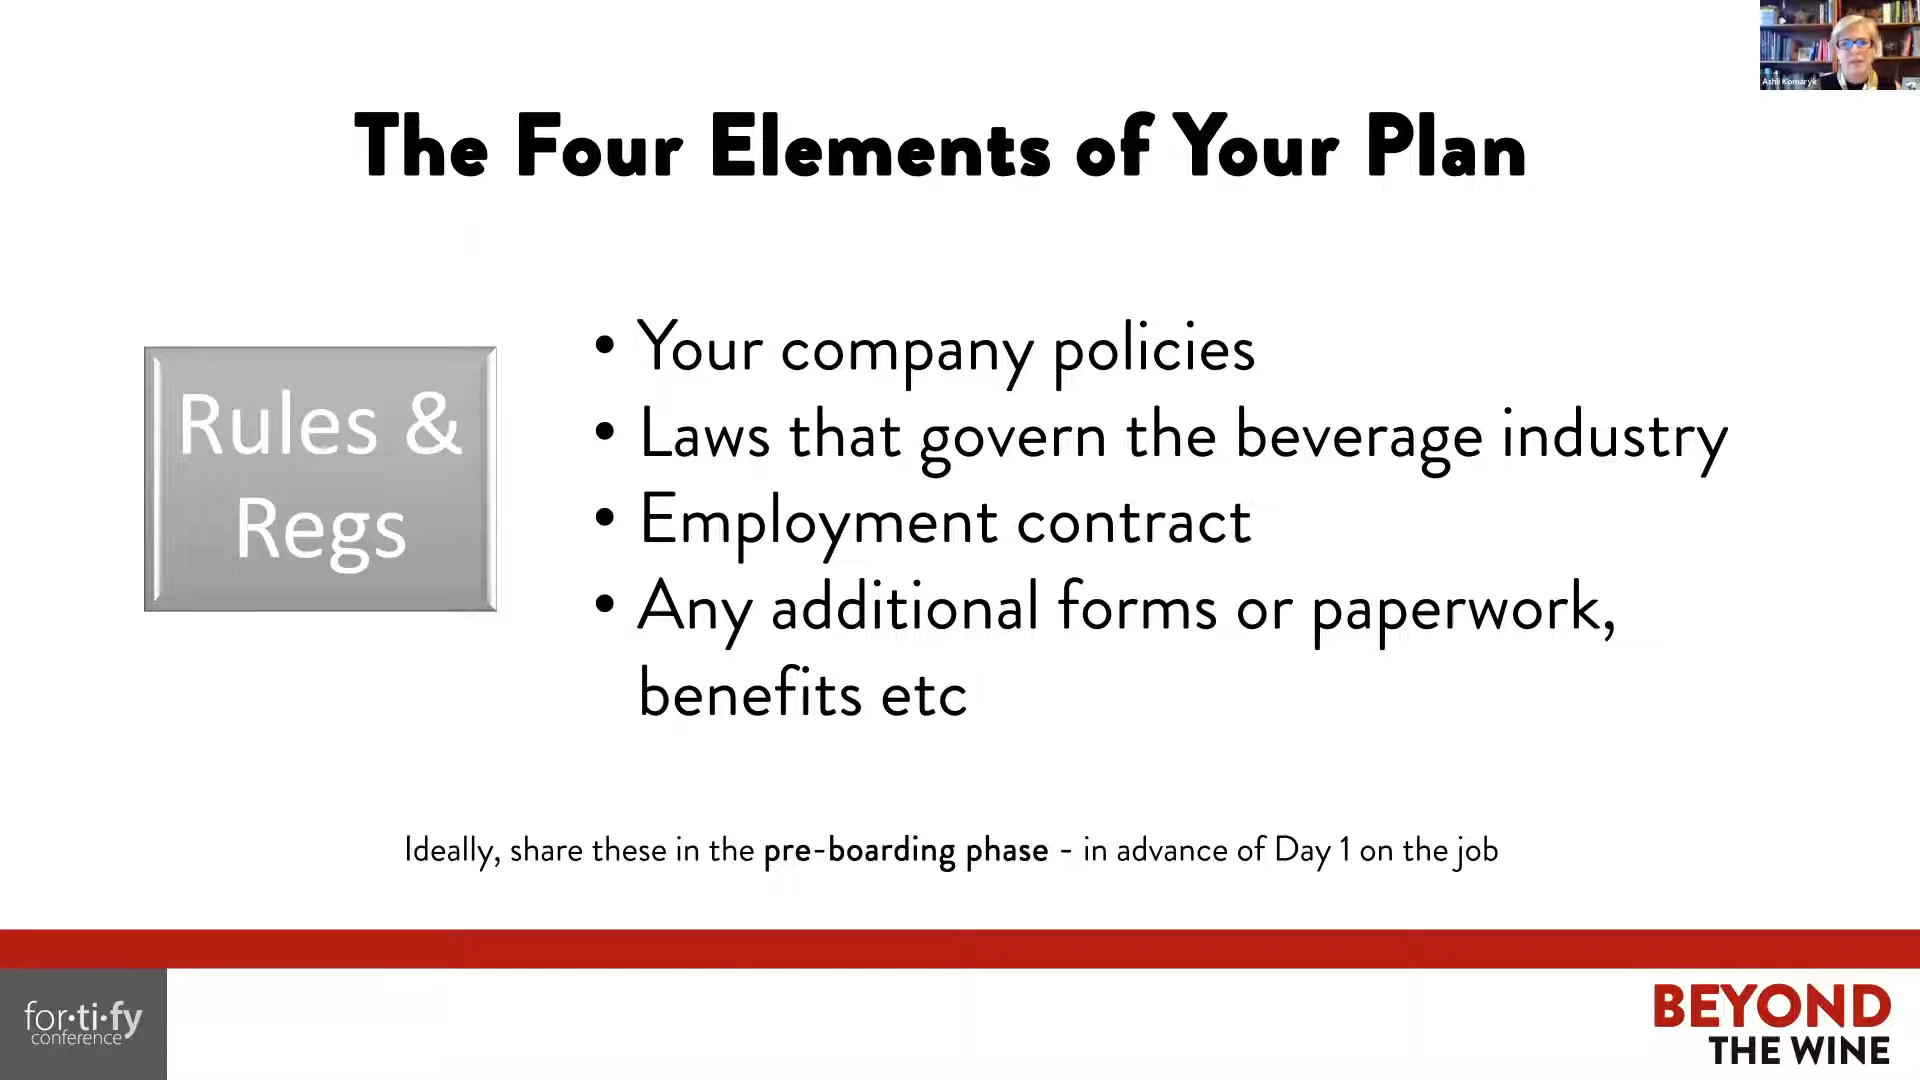 Ashli Komaryk
The Four Elements of Your Plan
Rules &
Regs
• Your company policies
• Laws that govern the beverage industry
• Employment contract
• Any additional forms or paperwork,
benefits etc
Ideally, share these in the pre-boarding phase - in advance of Day 1 on the job
for•ti•fy
conference
BEYOND
THE WINE